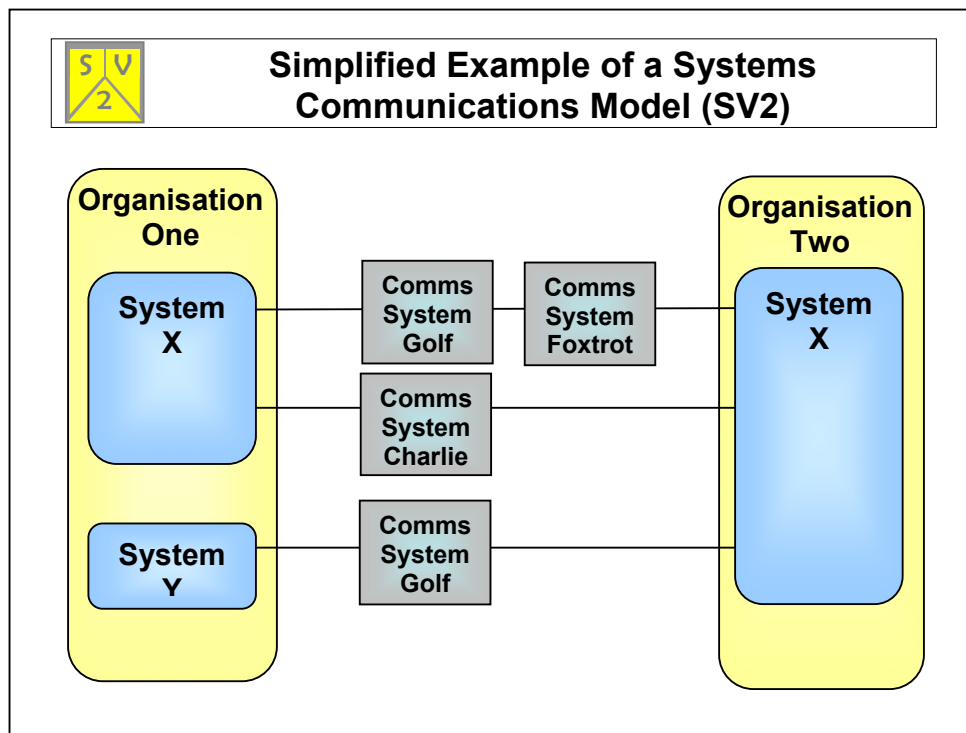 S V
2
Simplified Example of a Systems
Communications Model (SV2)
Organisation
One
System
X
System
Y
Comms
System
Golf
Comms
System
Foxtrot
Comms
System
Charlie
Comms
System
Golf
Organisation
Two
System
X